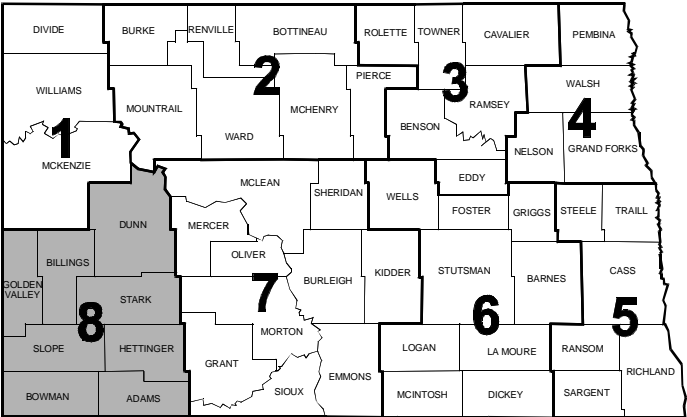 DIVIDE
BURKE
RENVILLE
BOTTINEAU
ROLETTE
TOWNER
CAVALIER
PEMBINA
WILLIAMS
MOUNTRAIL
2
PIERCE
3
WALSH
MCHENRY
RAMSEY
4
1
WARD
BENSON
NELSON
GRAND FORKS
MCKENZIE
MCLEAN
SHERIDAN
WELLS
EDDY
DUNN
MERCER
FOSTER
GRIGGS
STEELE
TRAILL
BILLINGS
OLIVER
GOLDEN
VALLEY
STARK
7
BURLEIGH
KIDDER
STUTSMAN
BARNES
CASS
8
MORTON
6
5
SLOPE
HETTINGER
GRANT
EMMONS
LOGAN
LA MOURE
RANSOM
RICHLAND
BOWMAN
ADAMS
SIOUX
MCINTOSH
DICKEY
SARGENT